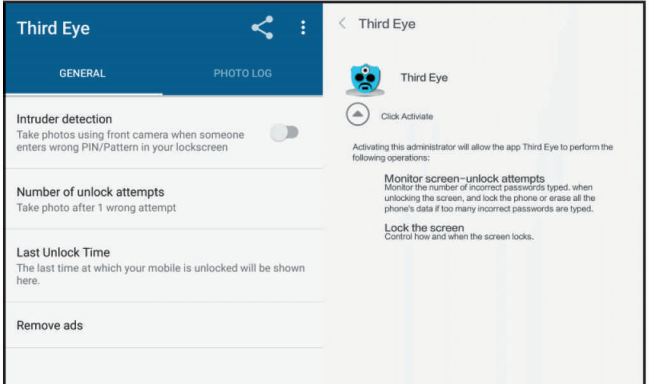 Third Eye
GENERAL
PHOTO LOG
Intruder detection
Take photos using front camera when someone
enters wrong PIN/Pattern in your lockscreen
Number of unlock attempts
Take photo after 1 wrong attempt
Last Unlock Time
The last time at which your mobile is unlocked will be shown
here.
Remove ads
Third Eye
Third Eye
Click Activiate
Activating this administrator will allow the app Third Eye to perform the
following operations:
Monitor screen-unlock attempts
Monitor the number of incorrect passwords typed. when
unlocking the screen, and lock the phone or erase all the
phone's data if too many incorrect passwords are typed.
Lock the screen
Control how and when the screen locks.